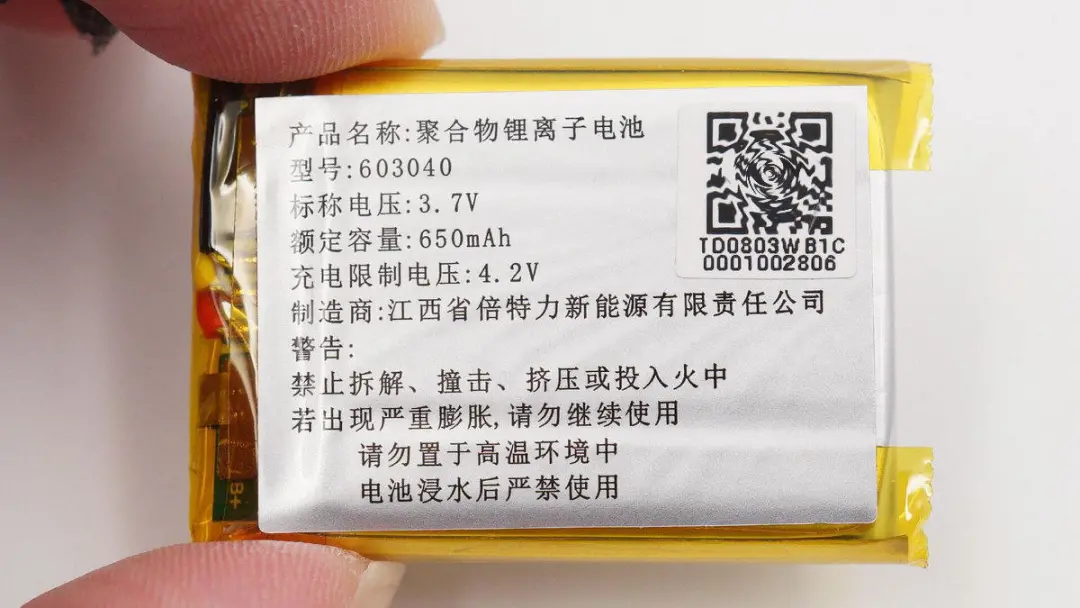 产品名称:聚合物锂离子电池
型号:603040
标称电压:3.7V
额定容量:650mAh
充电限制电压:4.2V
制造商:江西省倍特力新能源有限责任公司
警告:
禁止拆解、撞击、挤压或投入火中
若出现严重膨胀,请勿继续使用
请勿置于高温环境中
电池浸水后严禁使用
TD0803WB1C
0001002806
B+